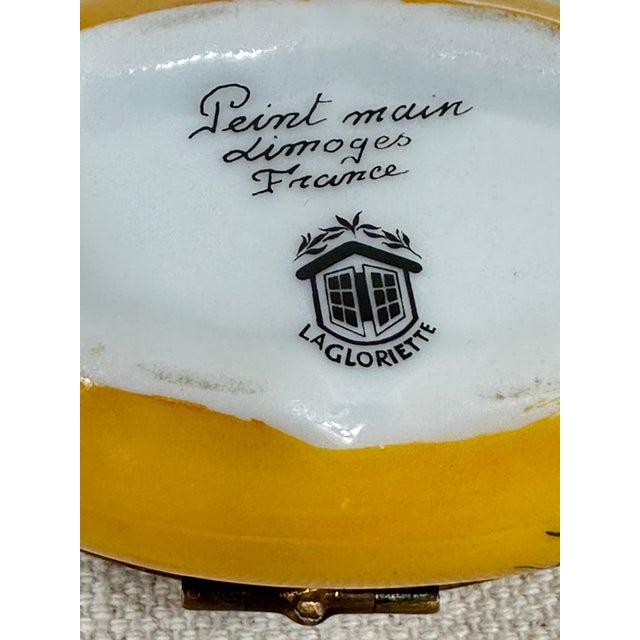 Peint main
Limoges
France
LAGLORIETTE